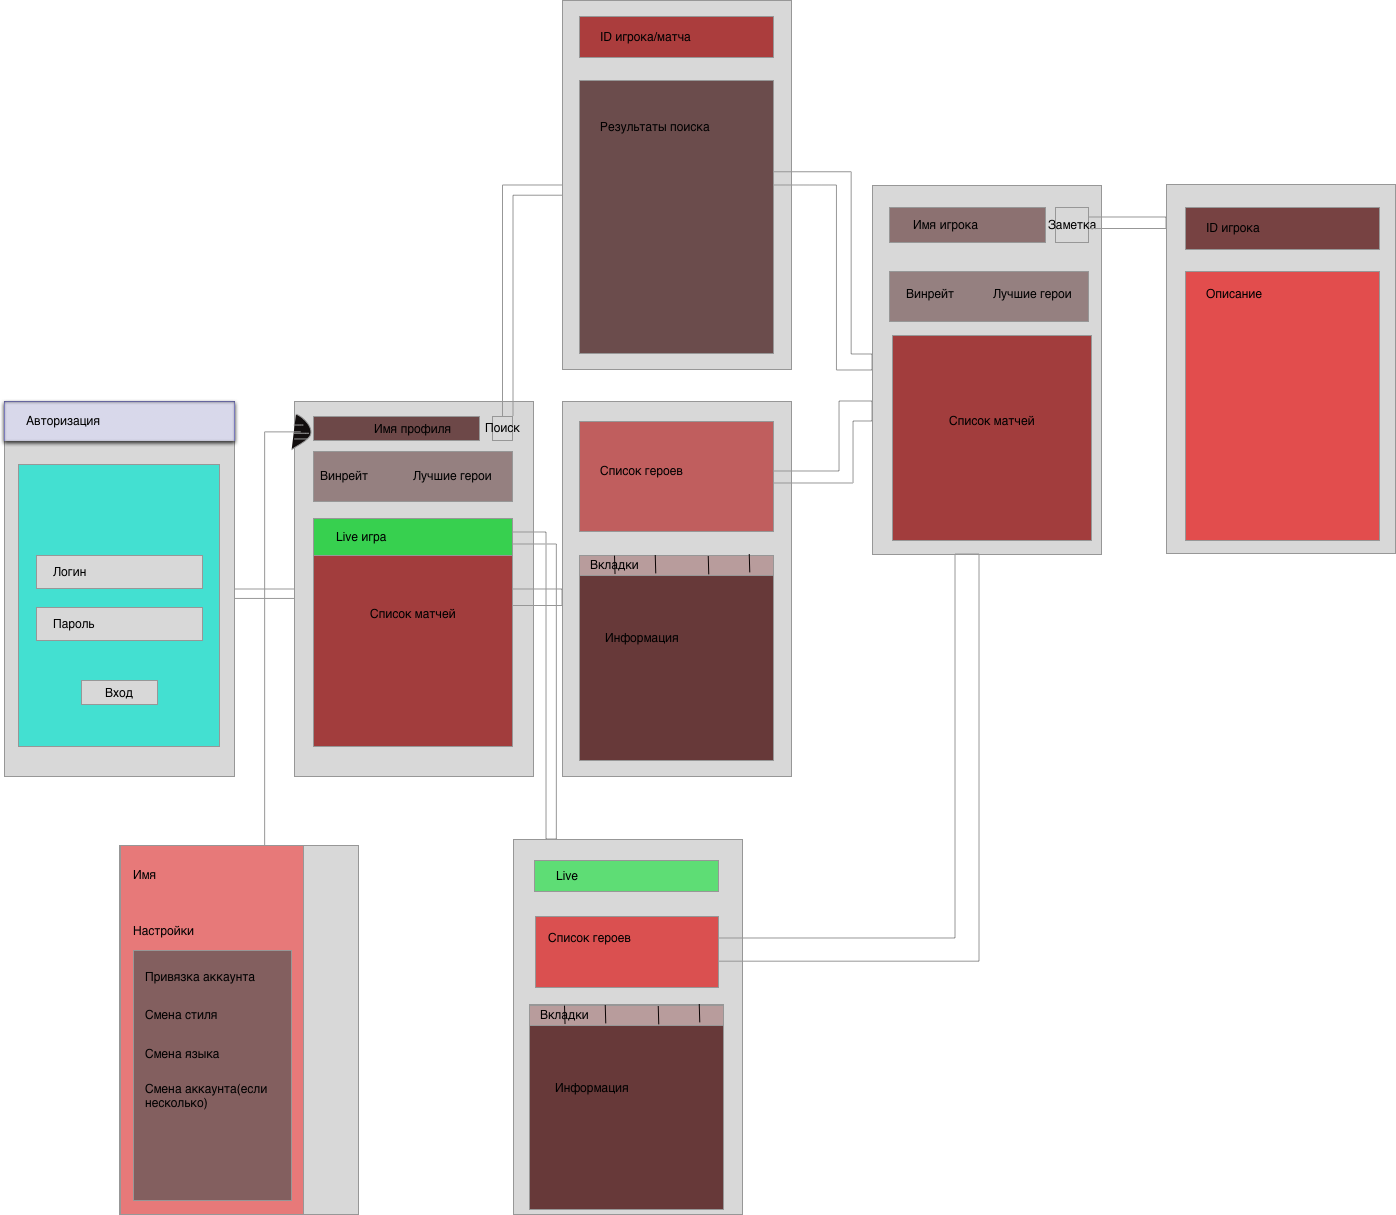 ID игрока/матча
Результаты поиска
Имя игрока
Заметка
Винрейт
Лучшие герои
Список матчей
ID игрока
Описание
Авторизация
Логин
Пароль
Вход
Имя профиля
Поиск
Винрейт
Лучшие герои
Live игра
Список матчей
Список героев
Вкладки
Информация
Имя
Настройки
Привязка аккаунта
Смена стиля
Смена языка
Смена аккаунта(если
несколько)
Live
Список героев
Вкладки
Информация